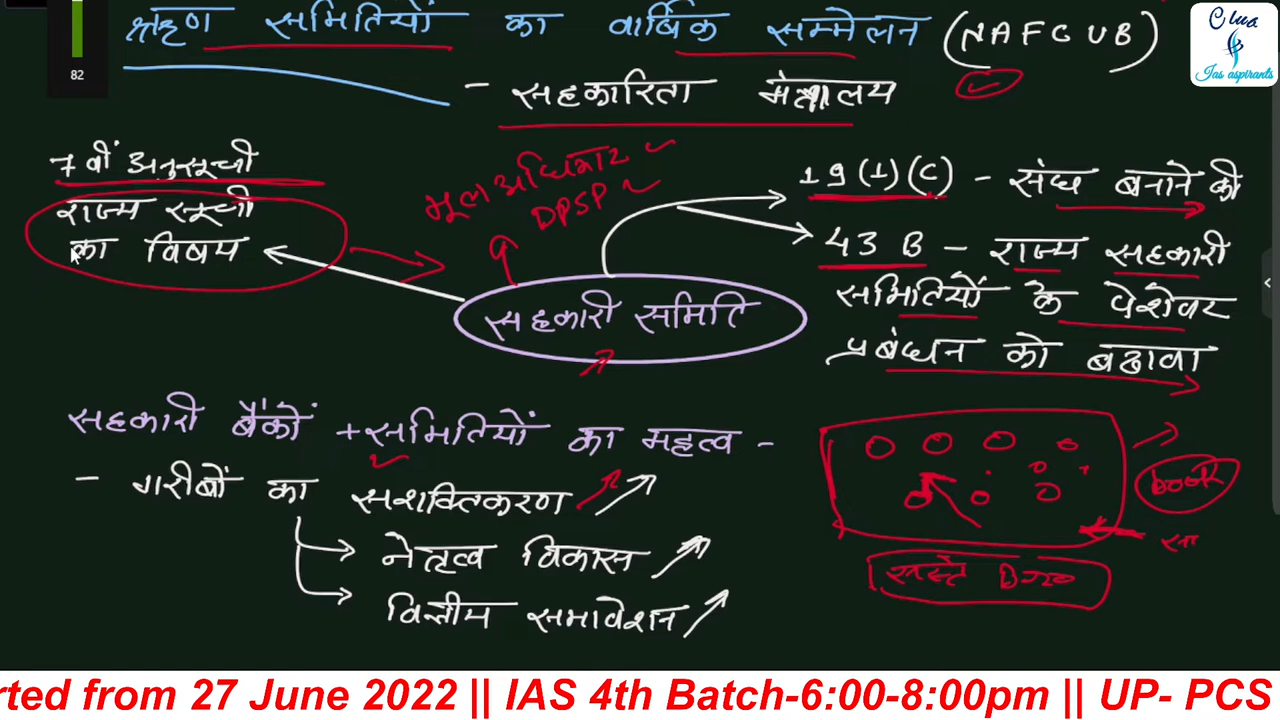 ऋण समितियों का वार्षिक सम्मेलन (NAFCUB)
- सहकारिता मंत्रालय
Clue
Ias aspirants
82
7वीं अनुसूची
राज्य सूची
का विषय
मूल अधिकार
DPSP
19(1)(C) - संघ बनाने की
43 B - राज्य सहकारी
समितियों के पेशेवर
प्रबंधन को बढावा
सहकारी समिति
सहकारी बैंकों + समितियों का महत्व -
- गरीबों का सशक्तिकरण
नेतृत्व विकास
वित्तीय समावेशन
book
rted from 27 June 2022 || IAS 4th Batch-6:00-8:00pm || UP- PCS